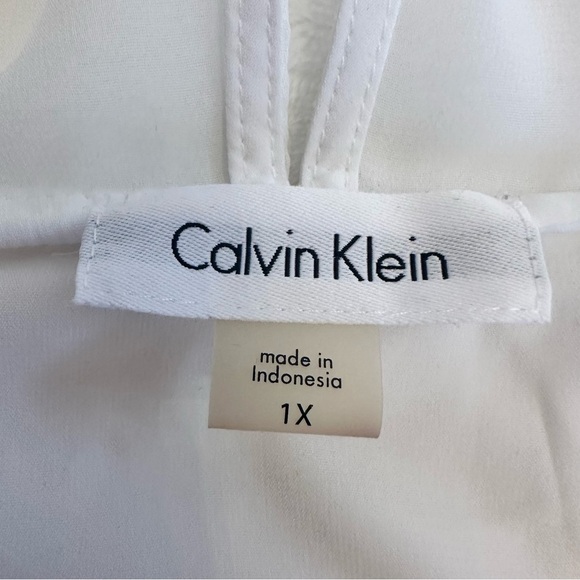 Calvin Klein
made in
Indonesia
1X